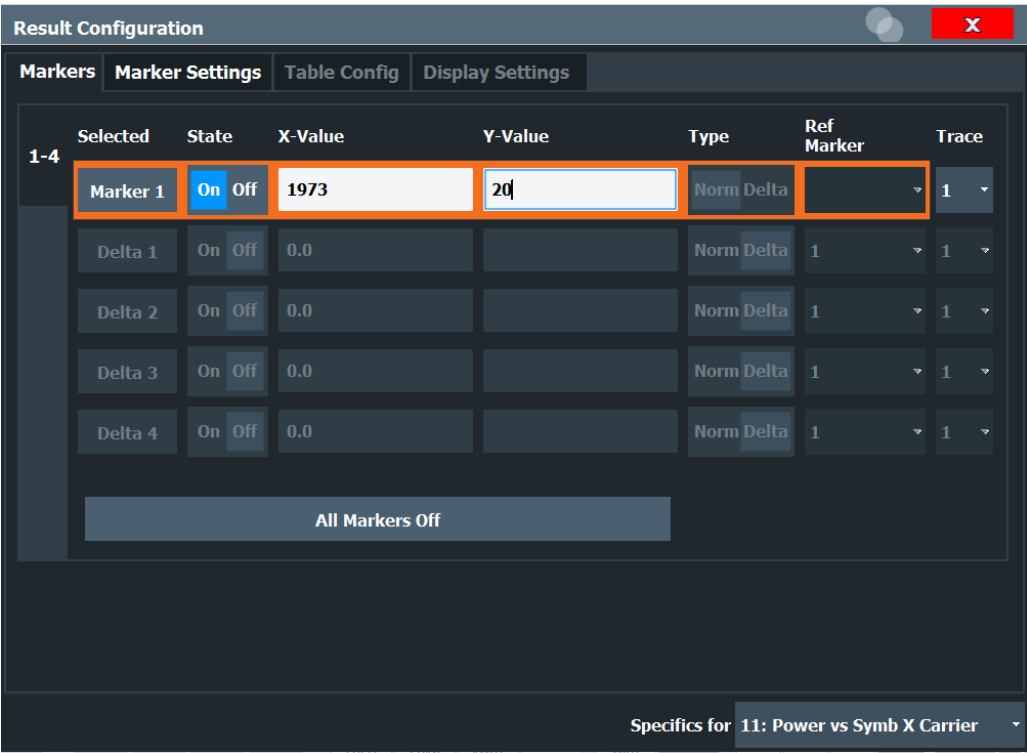 Result Configuration X
Markers Marker Settings Table Config Display Settings
1-4
Selected State X-Value Y-Value Type Ref Marker Trace
Marker 1 On Off 1973 20 Norm Delta 1
Delta 1 On Off 0.0 Norm Delta 1 1
Delta 2 On Off 0.0 Norm Delta 1 1
Delta 3 On Off 0.0 Norm Delta 1 1
Delta 4 On Off 0.0 Norm Delta 1 1
All Markers Off
Specifics for 11: Power vs Symb X Carrier